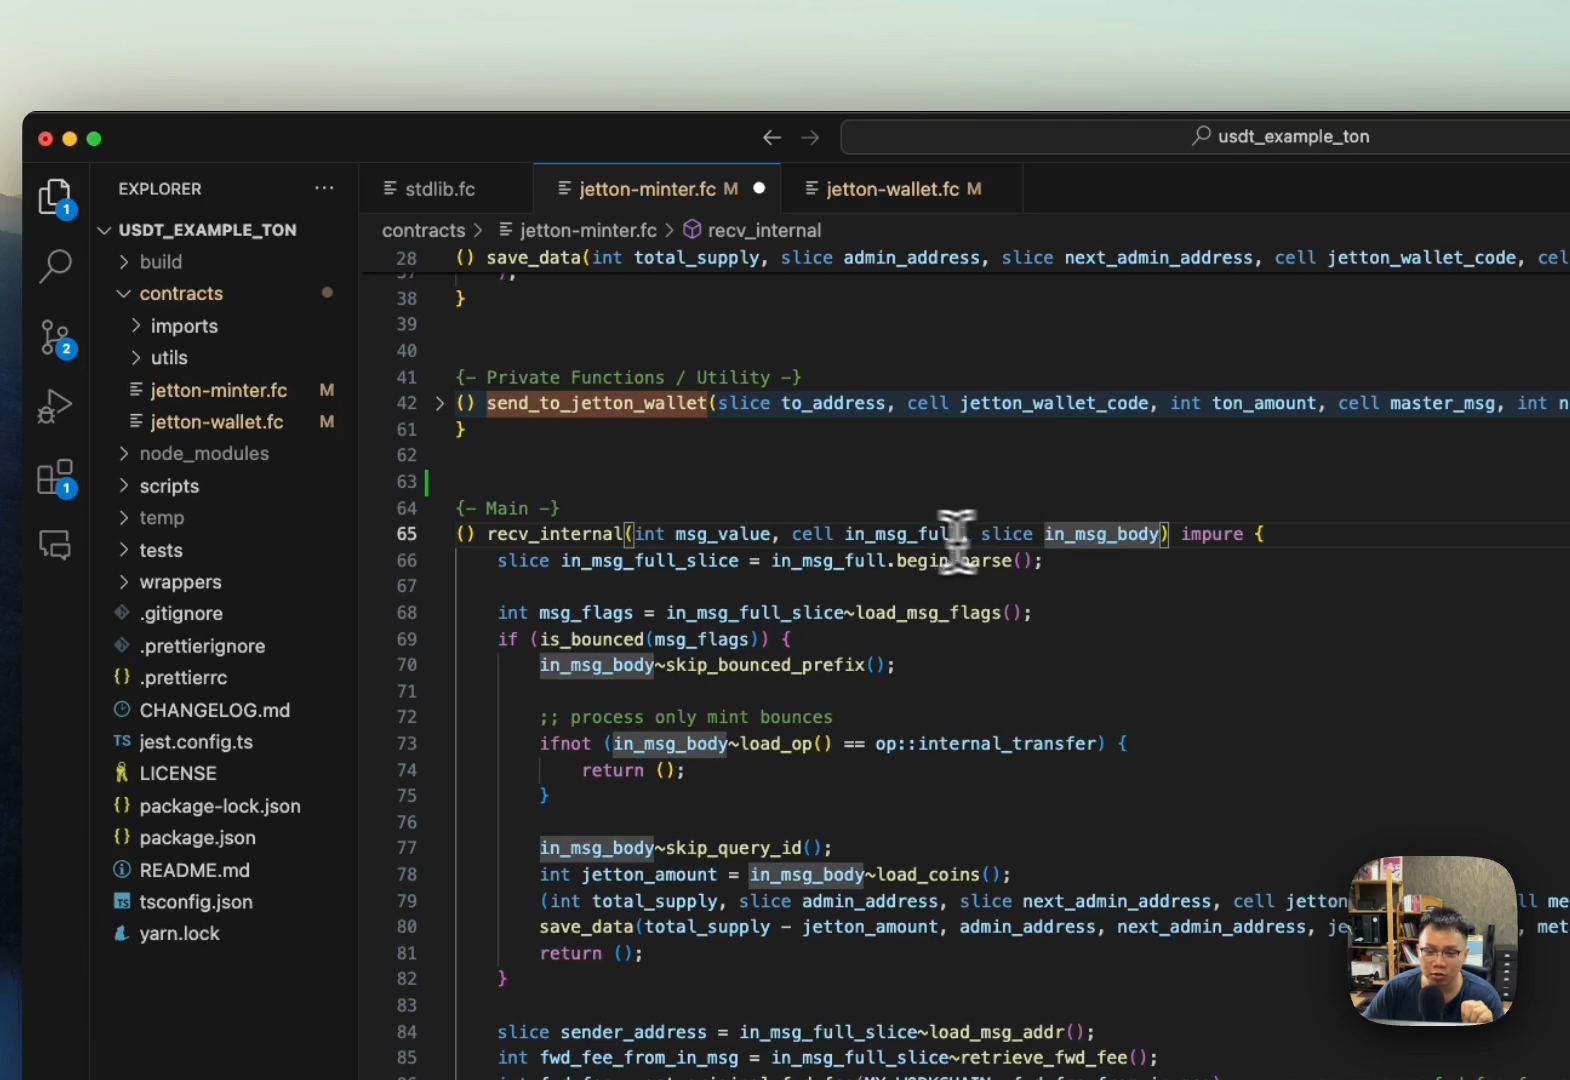 usdt_example_ton
EXPLORER
stdlib.fc
jetton-minter.fc M
jetton-wallet.fc M
1
USDT_EXAMPLE_TON
build
contracts
imports
utils
jetton-minter.fc M
jetton-wallet.fc M
node_modules
scripts
temp
tests
wrappers
.gitignore
.prettierignore
.prettierrc
CHANGELOG.md
TS jest.config.ts
LICENSE
package-lock.json
package.json
README.md
TS tsconfig.json
yarn.lock
2
1
contracts > jetton-minter.fc > recv_internal
28 () save_data(int total_supply, slice admin_address, slice next_admin_address, cell jetton_wallet_code, cel
37 );
38 }
39
40
41 {- Private Functions / Utility -}
42 () send_to_jetton_wallet(slice to_address, cell jetton_wallet_code, int ton_amount, cell master_msg, int n
61 }
62
63
64 {- Main -}
65 () recv_internal(int msg_value, cell in_msg_full, slice in_msg_body) impure {
66 slice in_msg_full_slice = in_msg_full.begin_parse();
67
68 int msg_flags = in_msg_full_slice~load_msg_flags();
69 if (is_bounced(msg_flags)) {
70 in_msg_body~skip_bounced_prefix();
71
72 ;; process only mint bounces
73 ifnot (in_msg_body~load_op() == op::internal_transfer) {
74 return ();
75 }
76
77 in_msg_body~skip_query_id();
78 int jetton_amount = in_msg_body~load_coins();
79 (int total_supply, slice admin_address, slice next_admin_address, cell jetton ll me
80 save_data(total_supply - jetton_amount, admin_address, next_admin_address, je , met
81 return ();
82 }
83
84 slice sender_address = in_msg_full_slice~load_msg_addr();
85 int fwd_fee_from_in_msg = in_msg_full_slice~retrieve_fwd_fee();